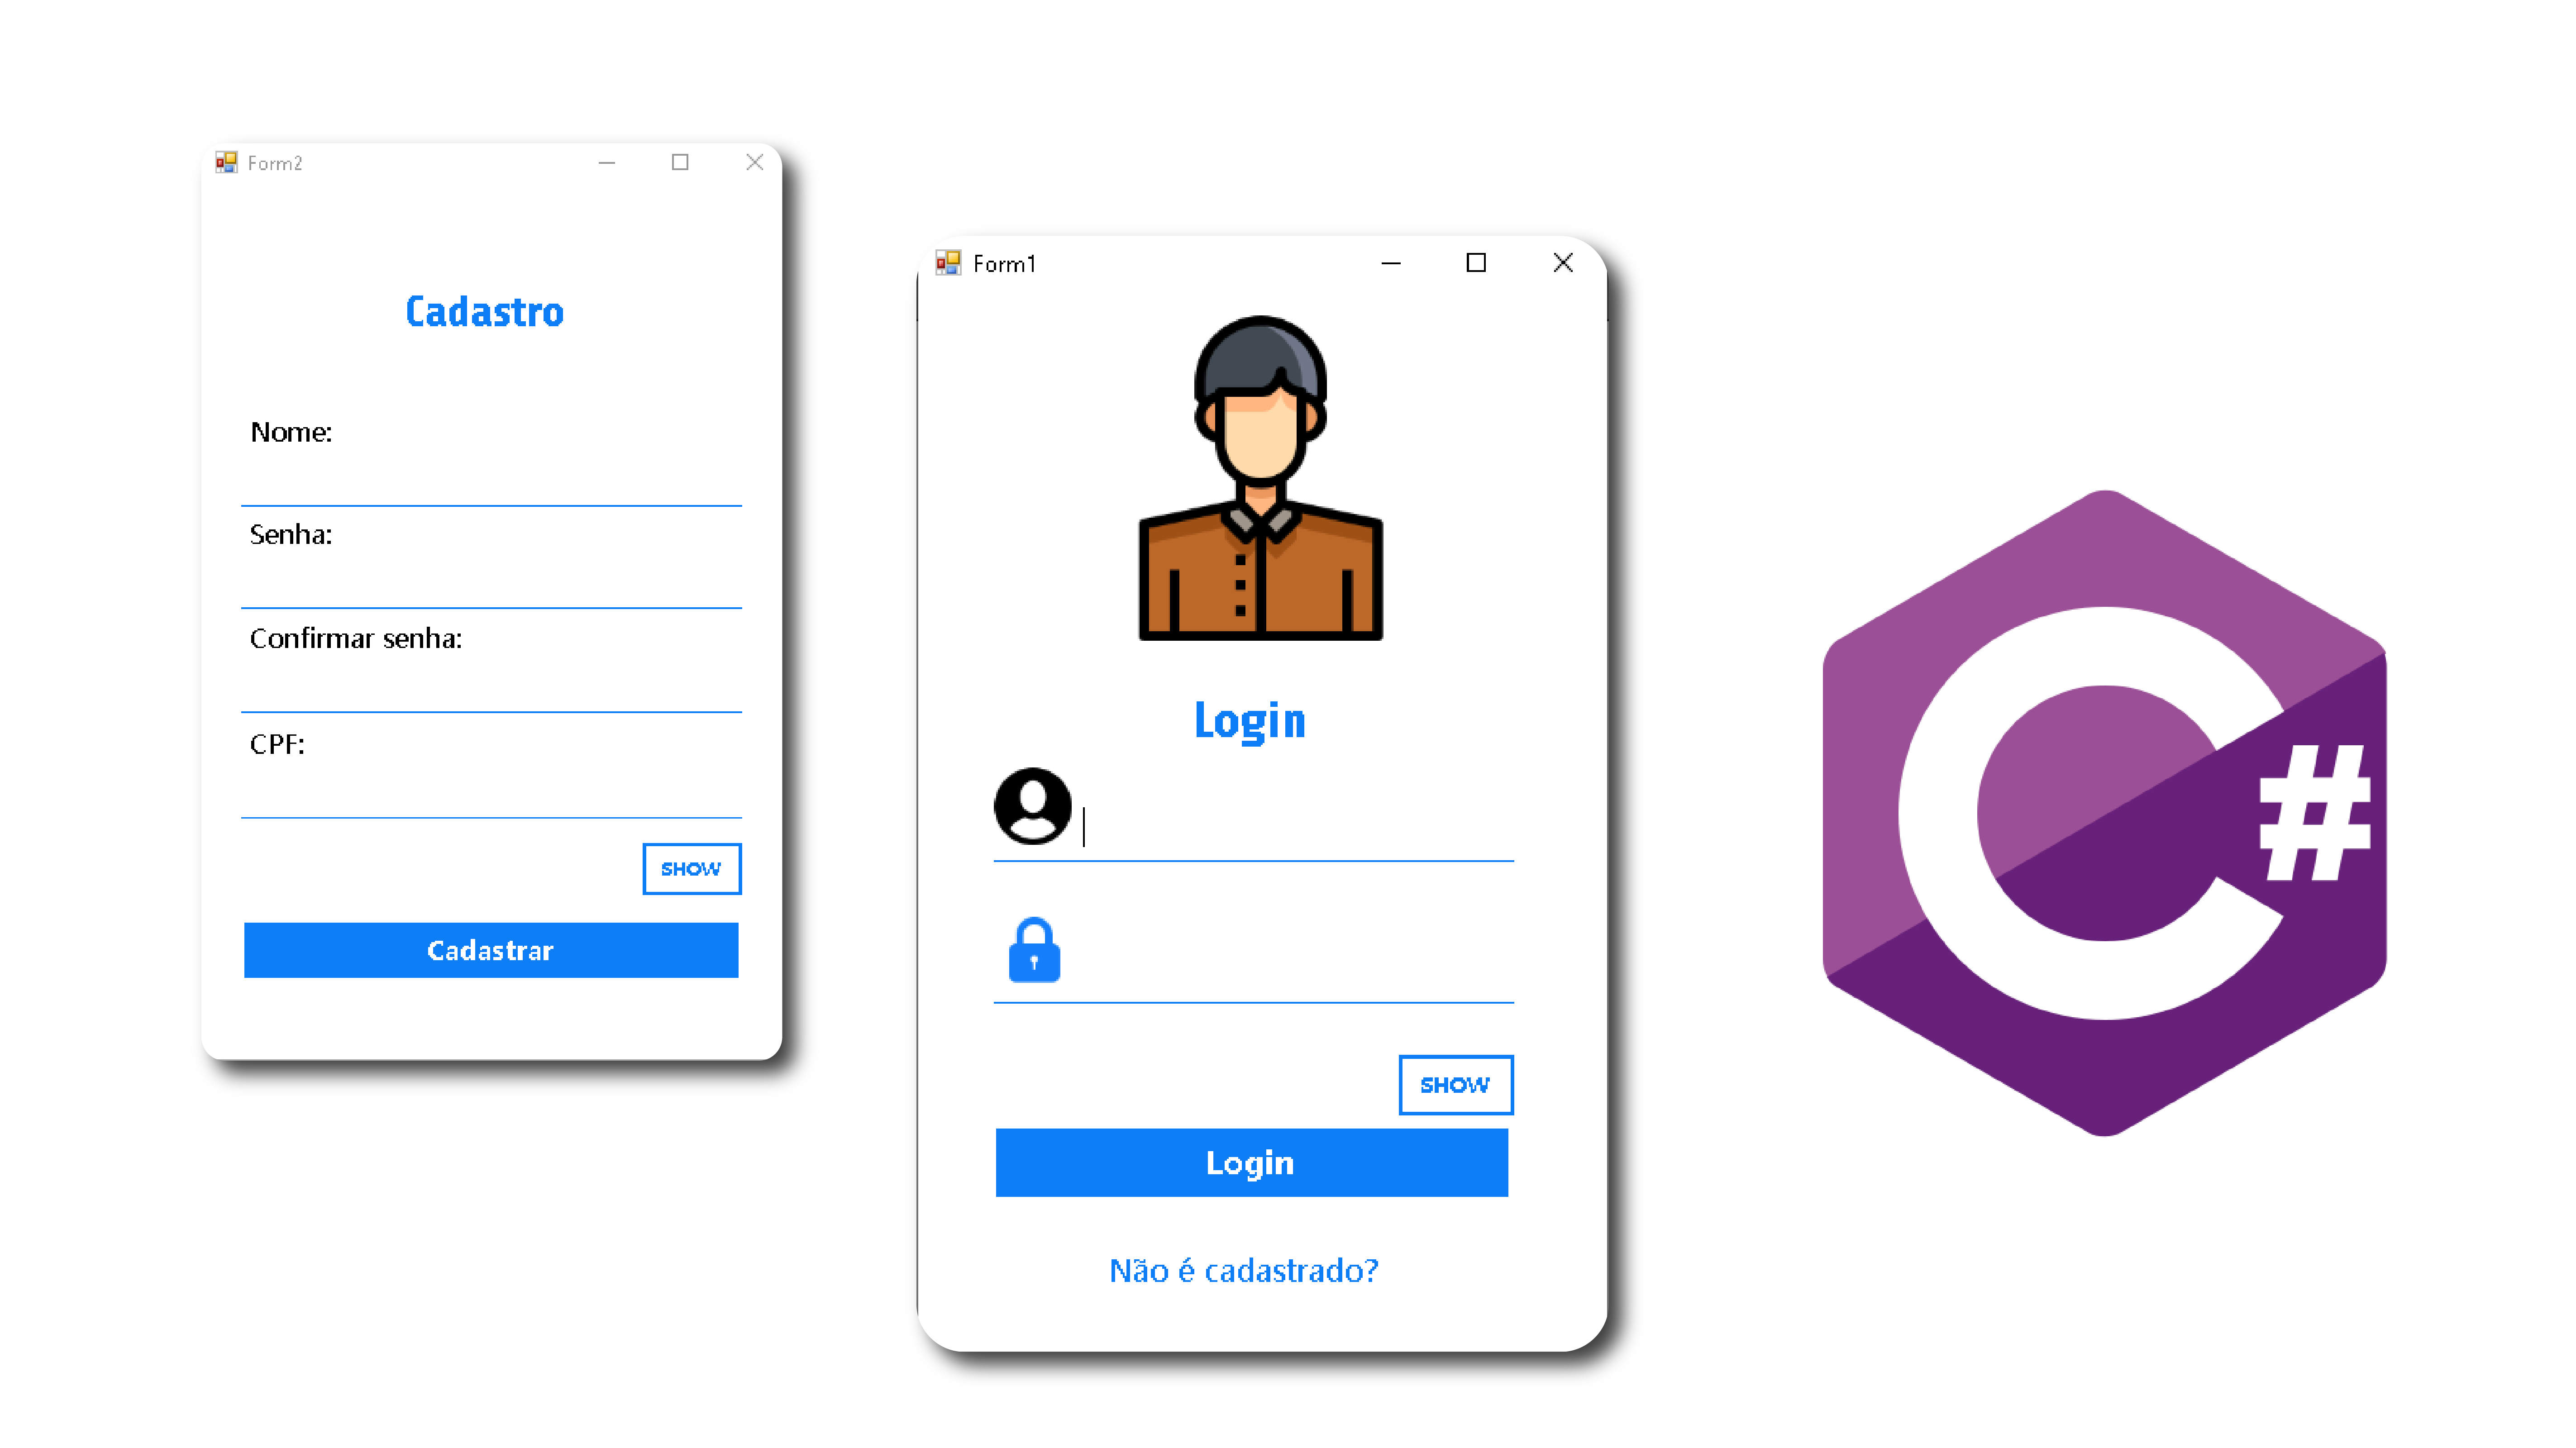 Form2
Cadastro
Nome:
Senha:
Confirmar senha:
CPF:
SHOW
Cadastrar
Form1
Login
SHOW
Login
Não é cadastrado?
C#